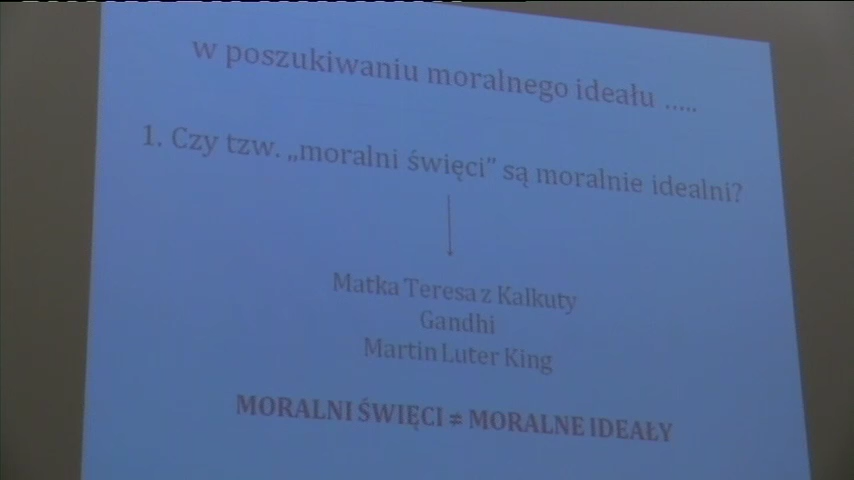 w poszukiwaniu moralnego ideału .....
1. Czy tzw. „moralni święci” są moralnie idealni?
Matka Teresa z Kalkuty
Gandhi
Martin Luter King
MORALNI ŚWIĘCI ≠ MORALNE IDEAŁY